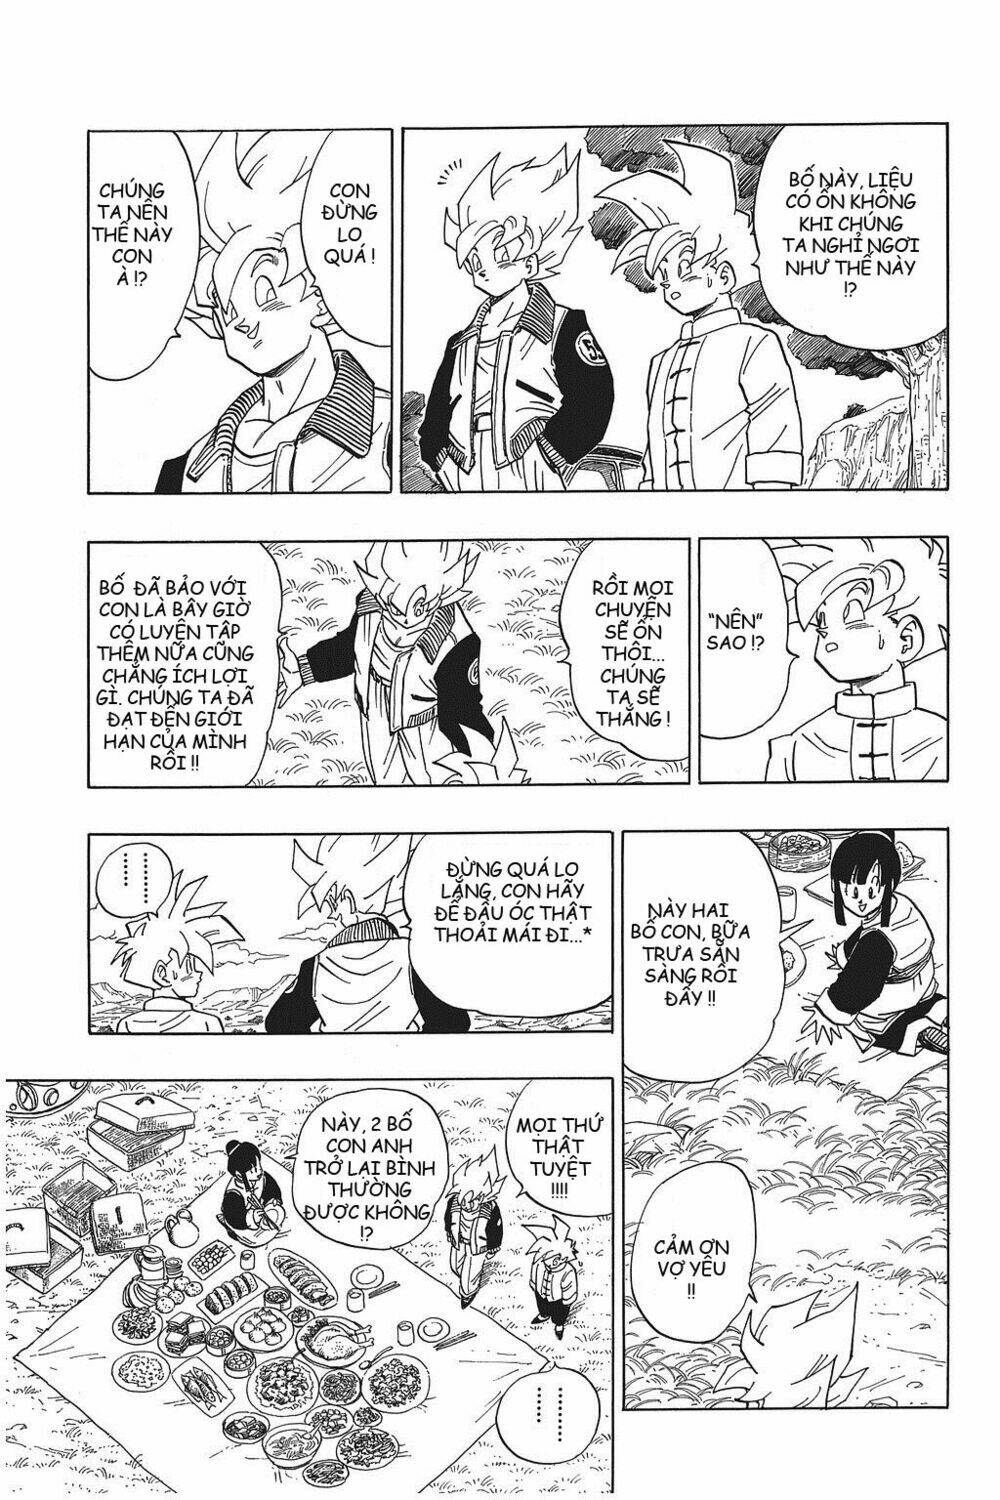 BỐ NÀY, LIỆU
CÓ ỔN KHÔNG
KHI CHÚNG
TA NGHỈ NGƠI
NHƯ THẾ NÀY
!?
5
CON
ĐỪNG
LO
QUÁ !
CHÚNG
TA NÊN
THẾ NÀY
CON
À !?
"NÊN"
SAO !?
RỒI MỌI
CHUYỆN
SẼ ỔN
THÔI...
CHÚNG
TA SẼ
THẮNG !
BỐ ĐÃ BẢO VỚI
CON LÀ BÂY GIỜ
CÓ LUYỆN TẬP
THÊM NỮA CŨNG
CHẲNG ÍCH LỢI
GÌ. CHÚNG TA ĐÃ
ĐẠT ĐẾN GIỚI
HẠN CỦA MÌNH
RỒI !!
NÀY HAI
BỐ CON, BỮA
TRƯA SẴN
SÀNG RỒI
ĐẤY !!
CẢM ƠN
VỢ YÊU
!!
ĐỪNG QUÁ LO
LẮNG, CON HÃY
ĐỂ ĐẦU ÓC THẬT
THOẢI MÁI ĐI...*
......
MỌI THỨ
THẬT
TUYỆT
!!!!
NÀY, 2 BỐ
CON ANH
TRỞ LẠI BÌNH
THƯỜNG
ĐƯỢC KHÔNG
!?
......